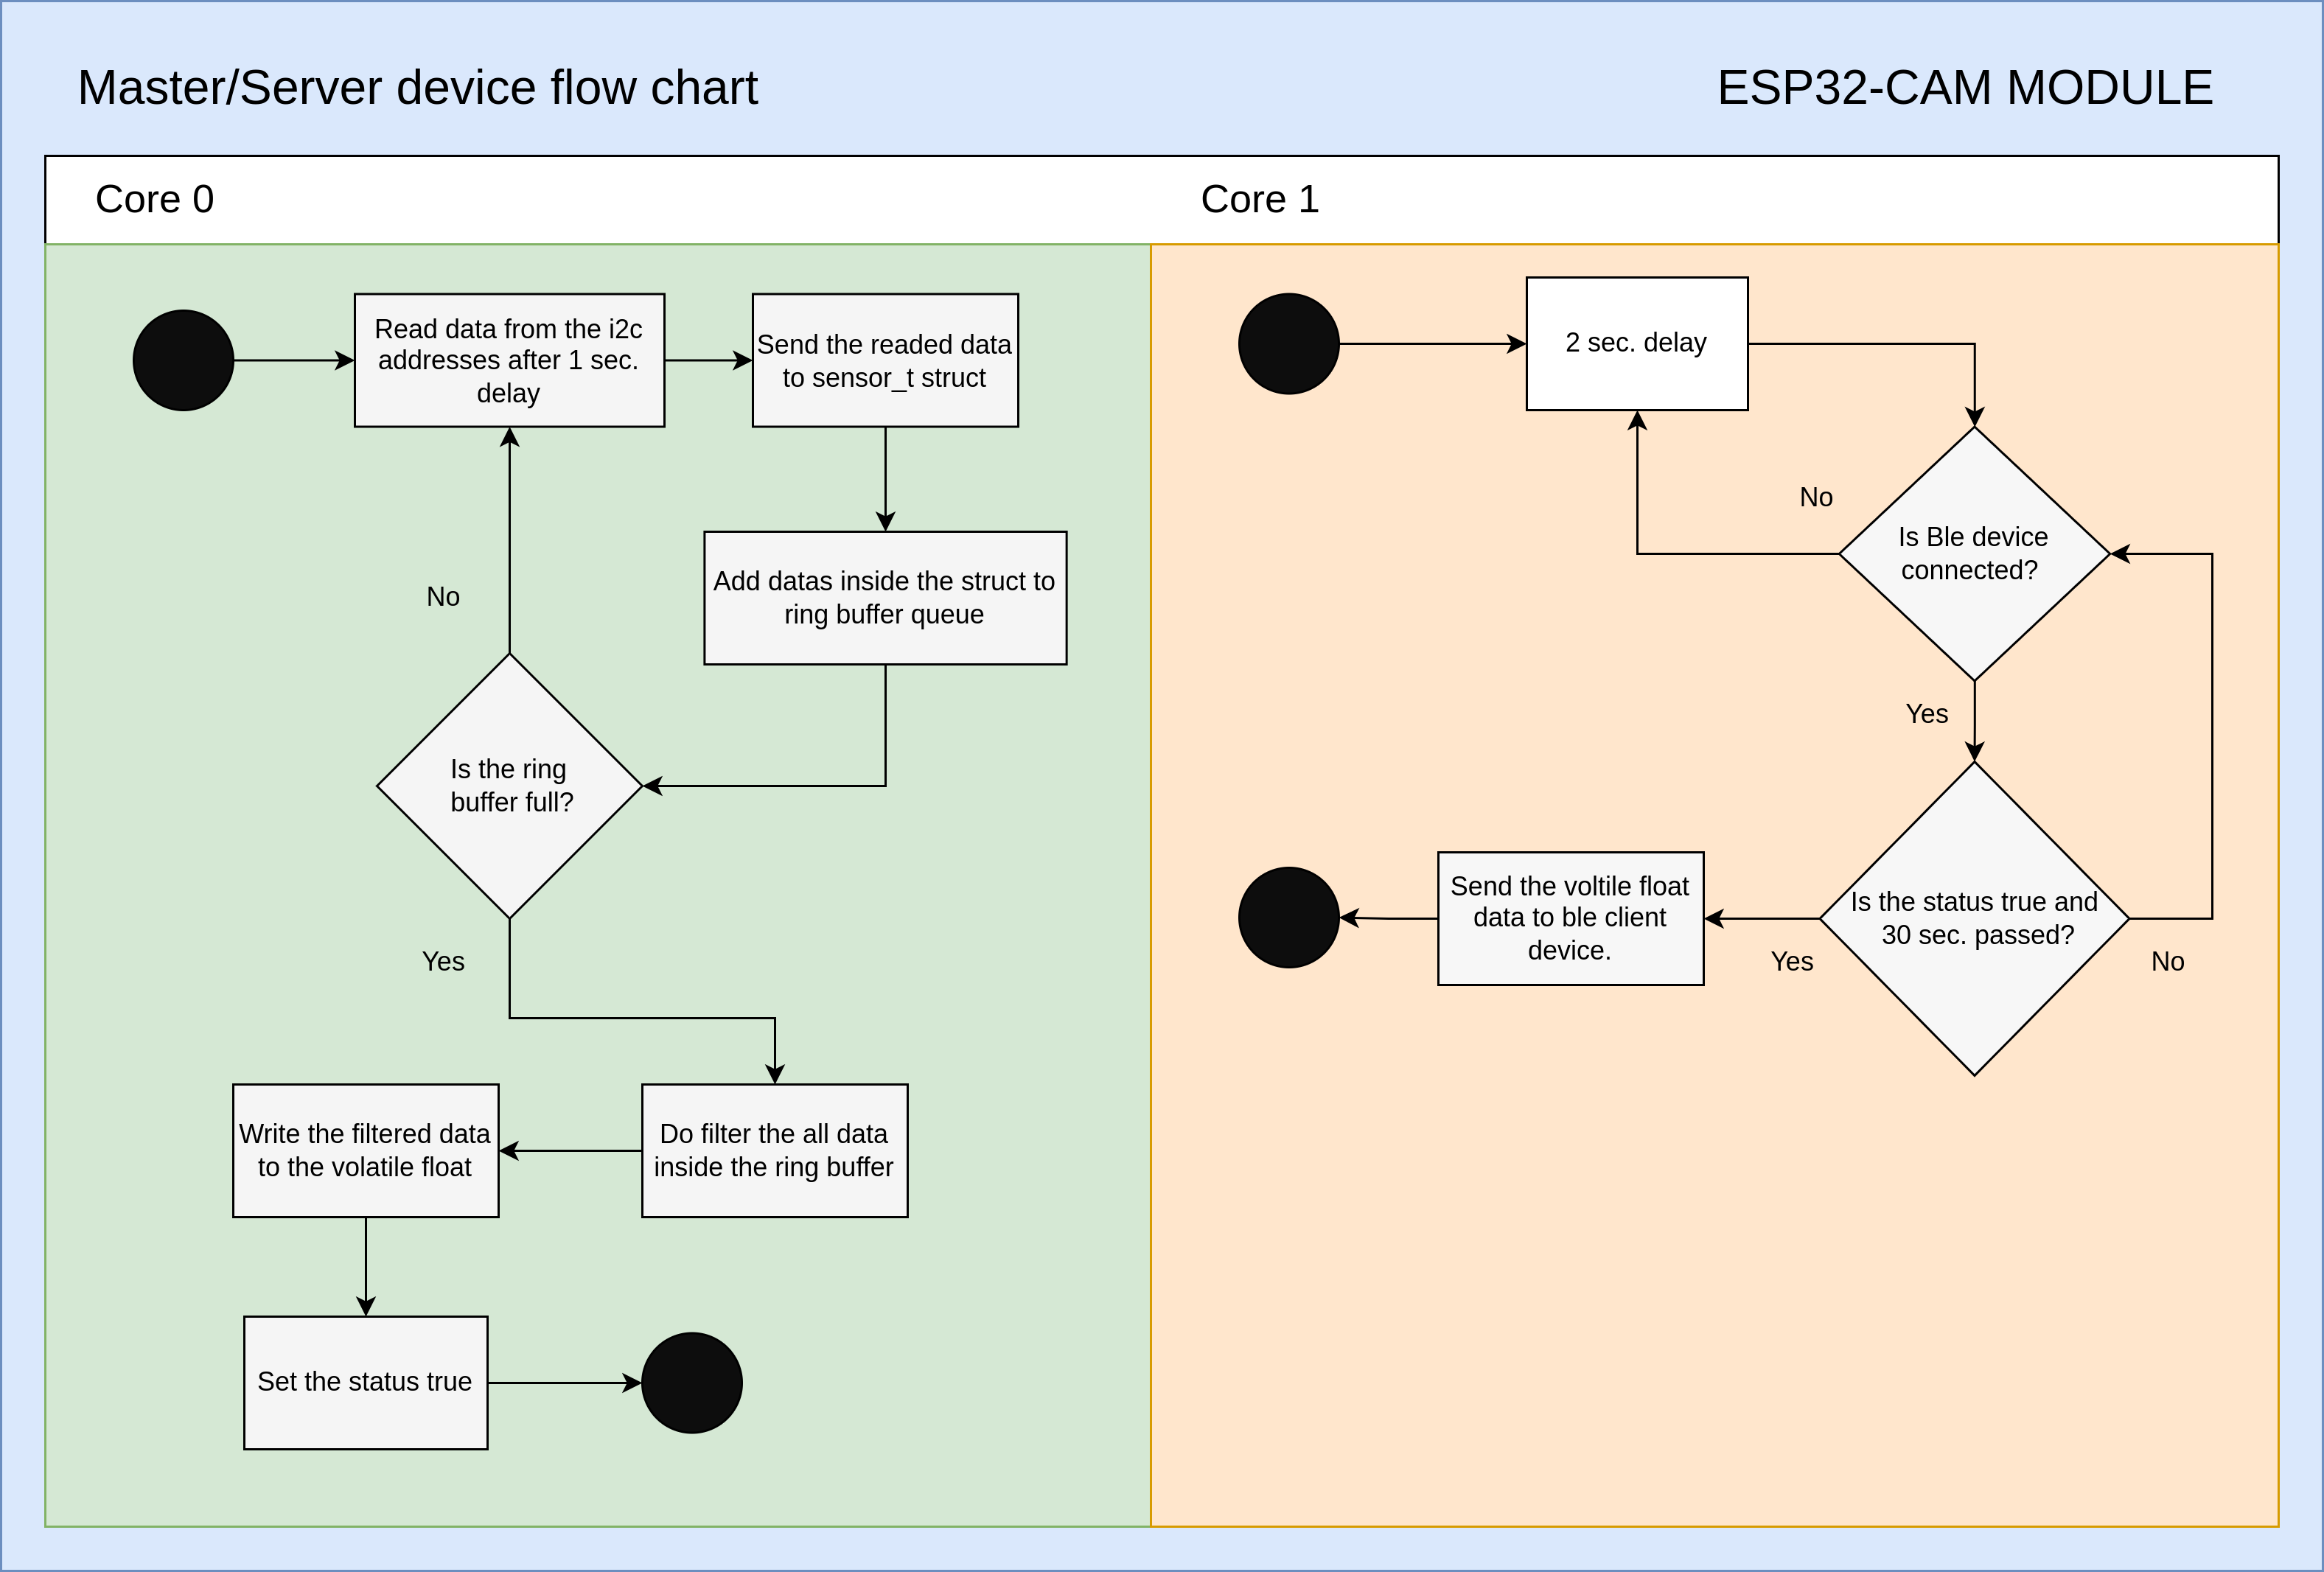 Master/Server device flow chart
ESP32-CAM MODULE
Core 0
Core 1
Read data from the i2c
addresses after 1 sec.
delay
Send the readed data
to sensor_t struct
Add datas inside the struct to
ring buffer queue
No
Is the ring
buffer full?
Yes
Do filter the all data
inside the ring buffer
Write the filtered data
to the volatile float
Set the status true
2 sec. delay
No
Is Ble device
connected?
Yes
Is the status true and
30 sec. passed?
Yes
No
Send the voltile float
data to ble client
device.